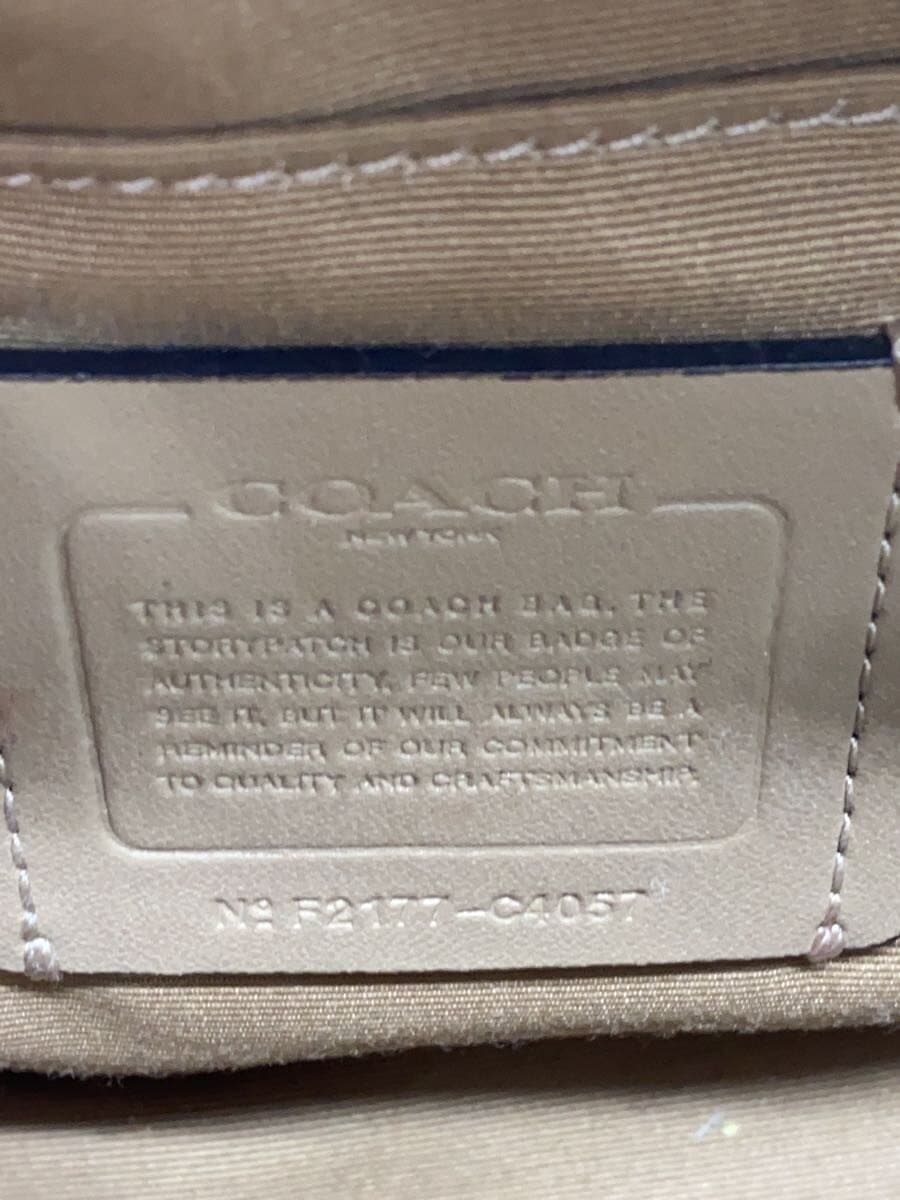 COACH
NEW YORK
THIS IS A COACH BAG. THE
STORYPATCH IS OUR BADGE OF
AUTHENTICITY. FEW PEOPLE MAY
SEE IT, BUT IT WILL ALWAYS BE A
REMINDER OF OUR COMMITMENT
TO QUALITY AND CRAFTSMANSHIP.
Nº F2177-C4057